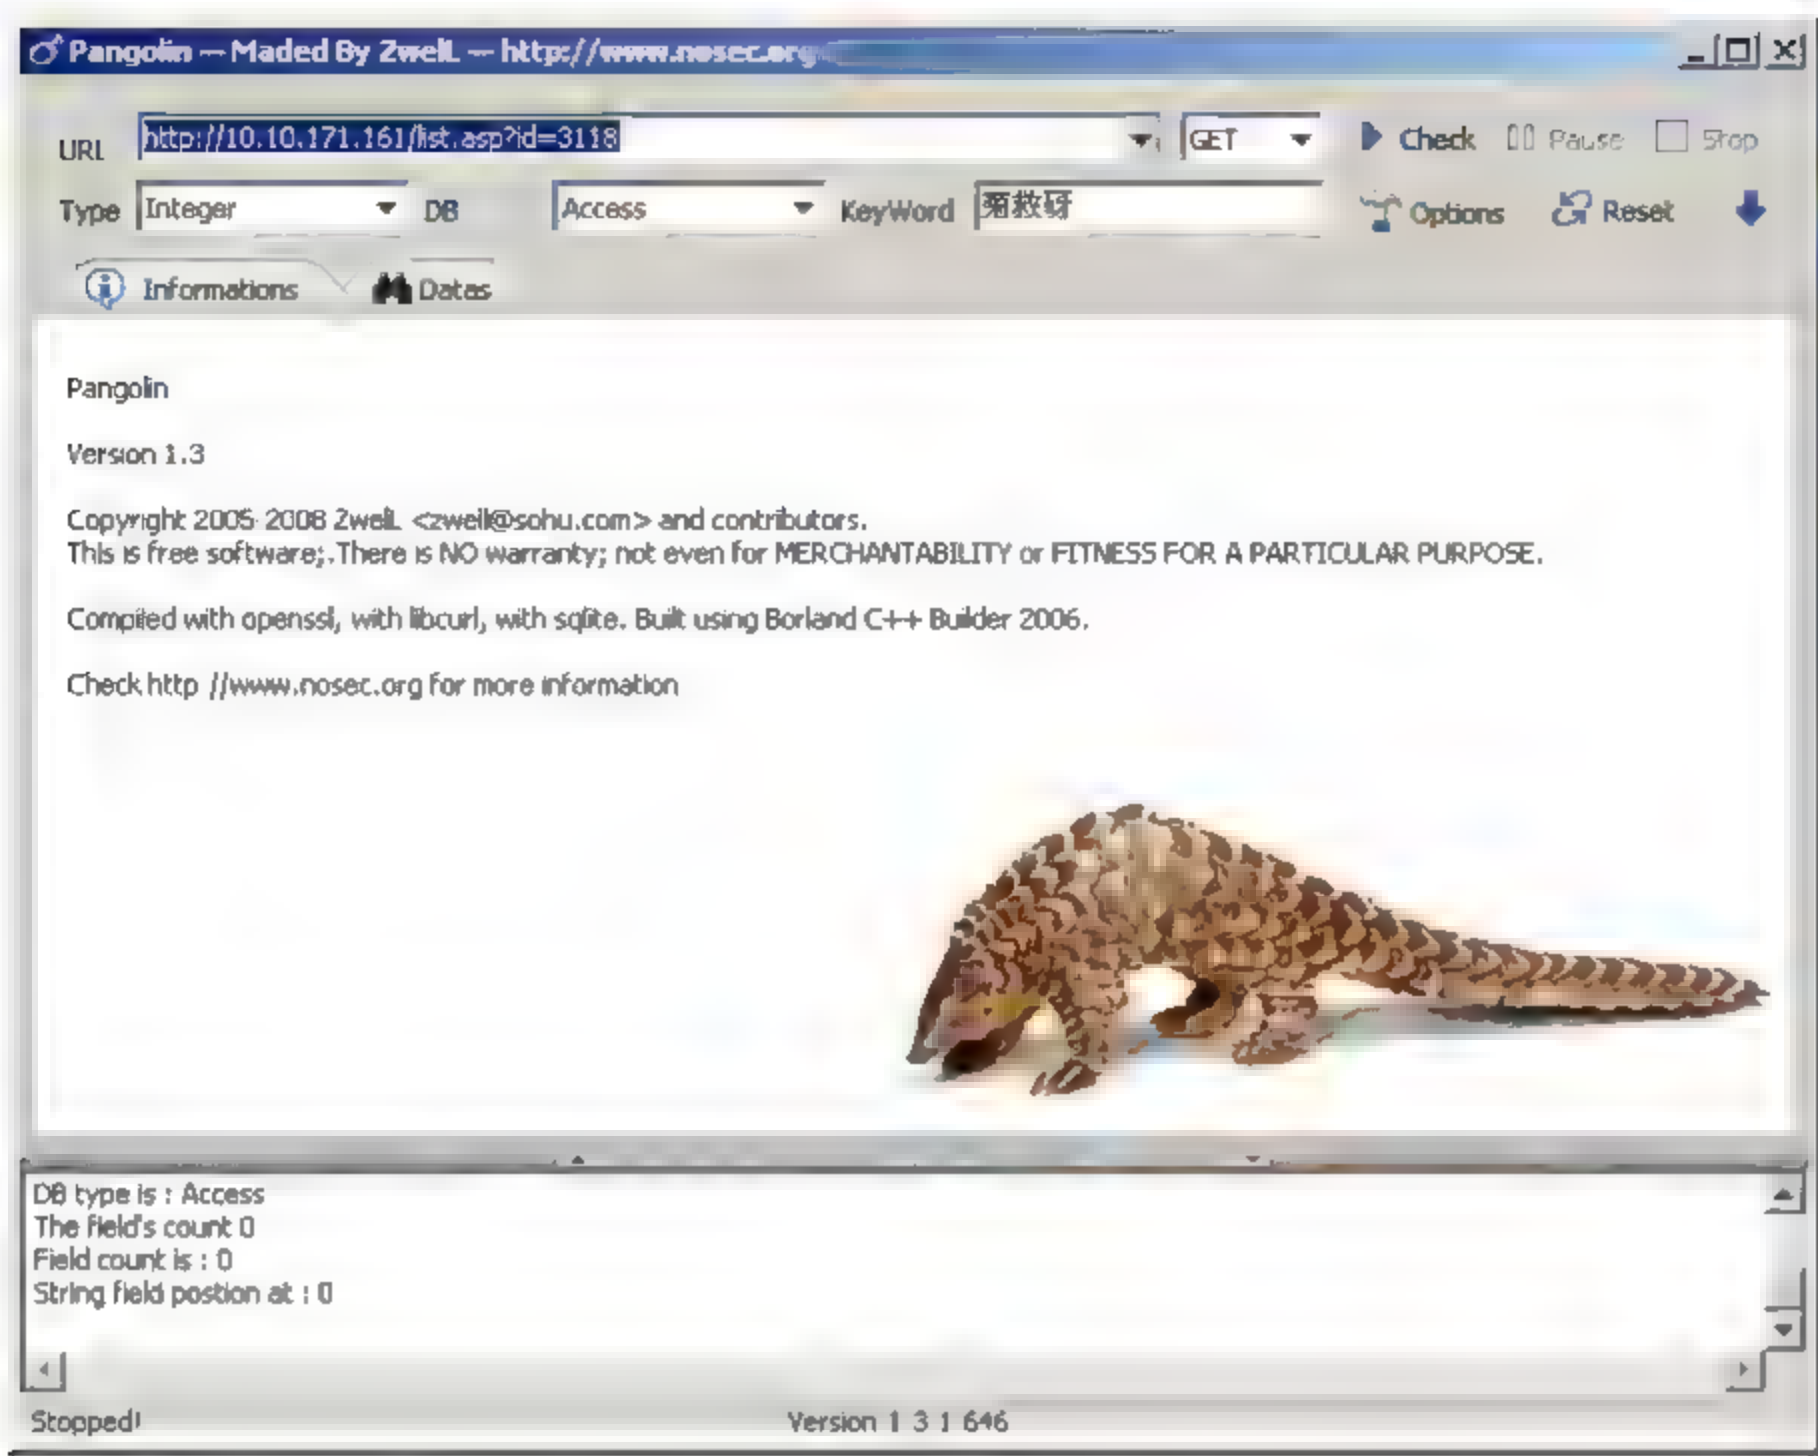 Pangolin — Maded By ZwelL — http://www.nosec.org
URL http://10.10.171.161/list.asp?id=3118 GET Check Pause Stop
Type Integer DB Access KeyWord Options Reset
Informations Datas
Pangolin
Version 1.3
Copyright 2005-2008 ZwelL <zwell@sohu.com> and contributors.
This is free software;.There is NO warranty; not even for MERCHANTABILITY or FITNESS FOR A PARTICULAR PURPOSE.
Compiled with openssl, with libcurl, with sqlite. Built using Borland C++ Builder 2006.
Check http //www.nosec.org for more information
DB type is : Access
The field's count 0
Field count is : 0
String field postion at : 0
Stopped! Version 1 3 1 646